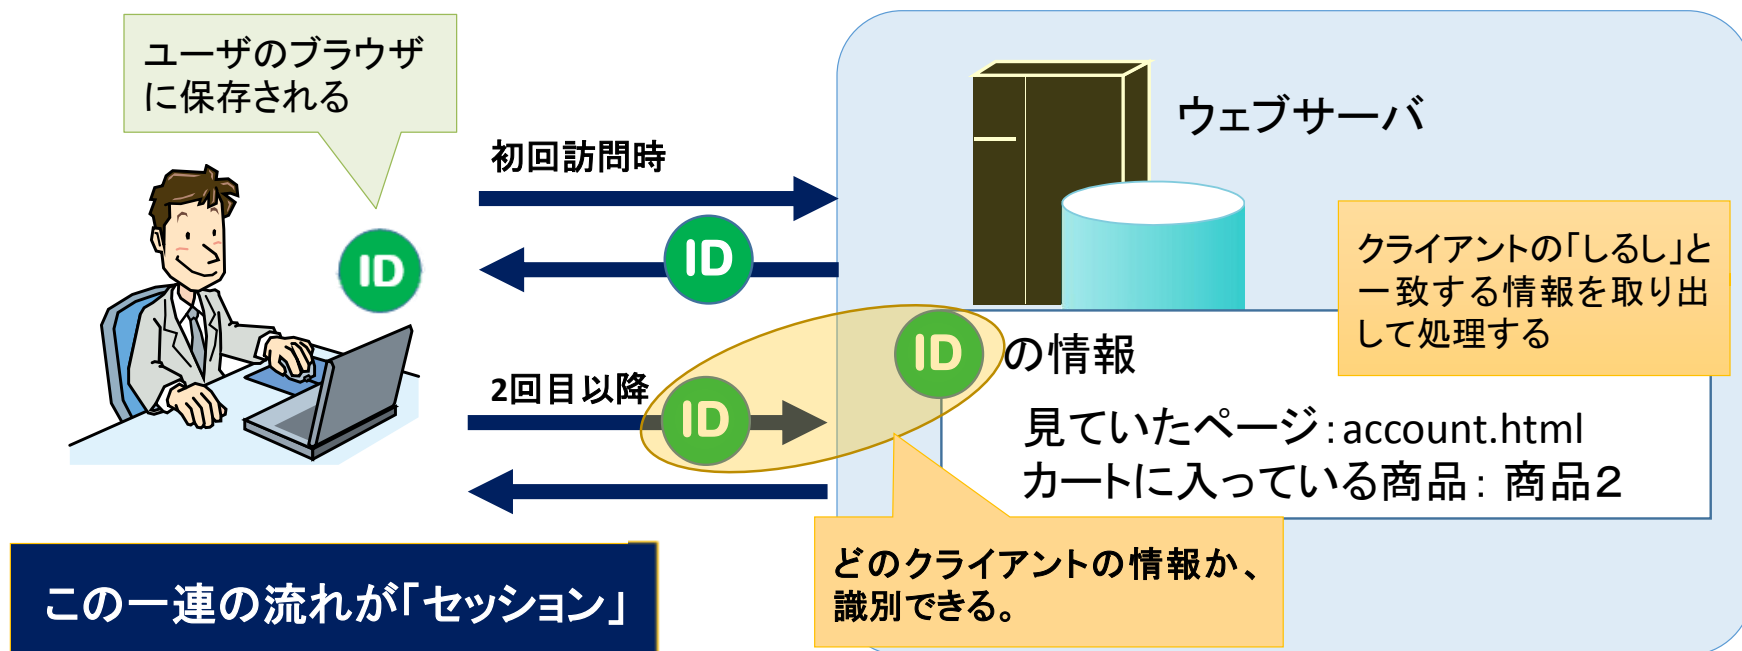 ユーザのブラウザ
に保存される
ウェブサーバ
初回訪問時
ID
ID
クライアントの「しるし」と
一致する情報を取り出
して処理する
IDの情報
2回目以降
ID
見ていたページ：account.html
カートに入っている商品： 商品２
どのクライアントの情報か、
識別できる。
この一連の流れが「セッション」